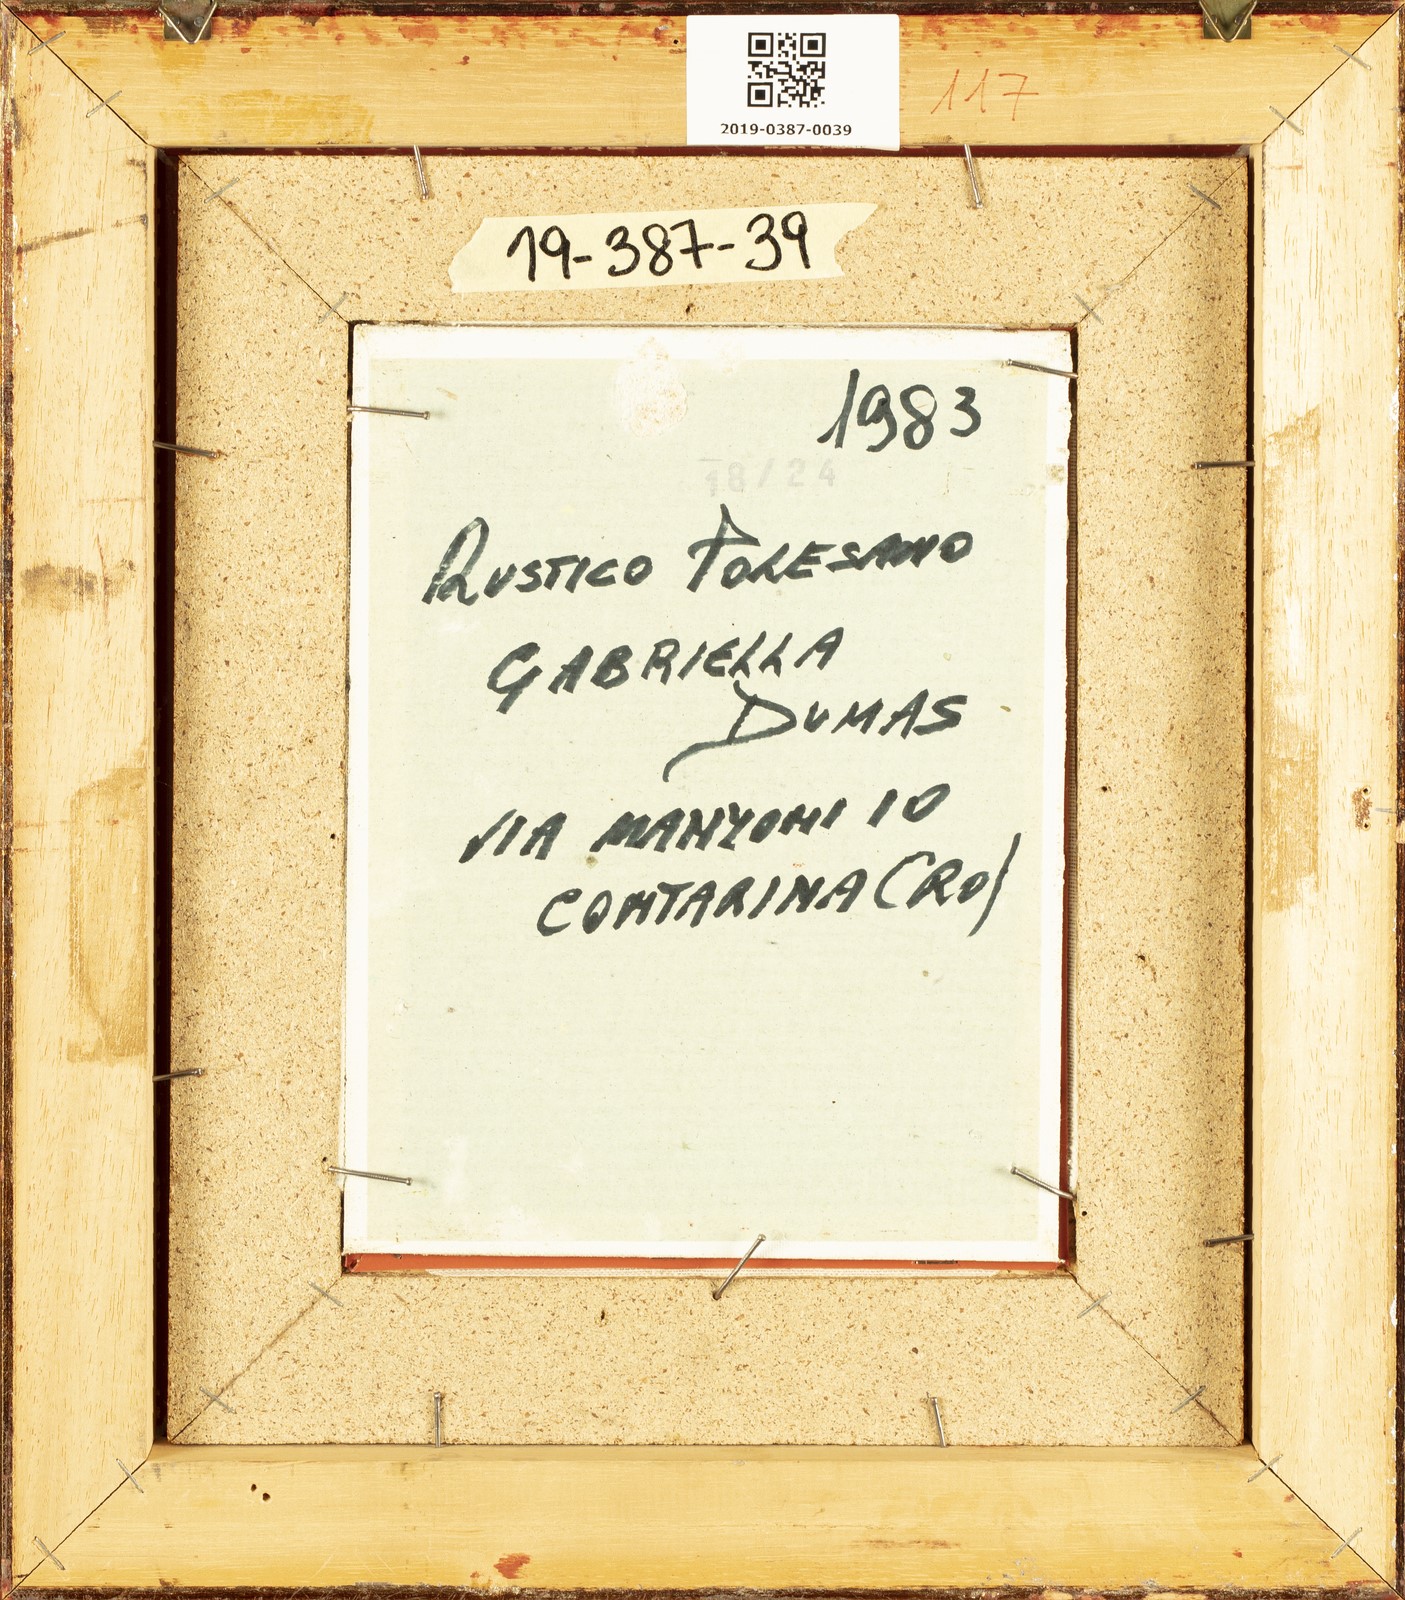 2019-0387-0039
117
19-387-39
1983
18/24
RUSTICO POLESANO
GABRIELLA
DUMAS
VIA MANZONI 10
CONTARINA (RO)